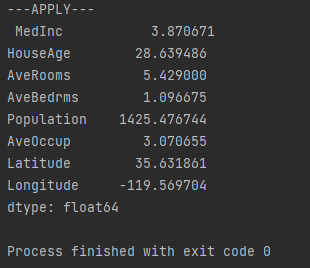 ---APPLY---
 MedInc          3.870671
HouseAge        28.639486
AveRooms         5.429000
AveBedrms        1.096675
Population    1425.476744
AveOccup         3.070655
Latitude        35.631861
Longitude     -119.569704
dtype: float64

Process finished with exit code 0